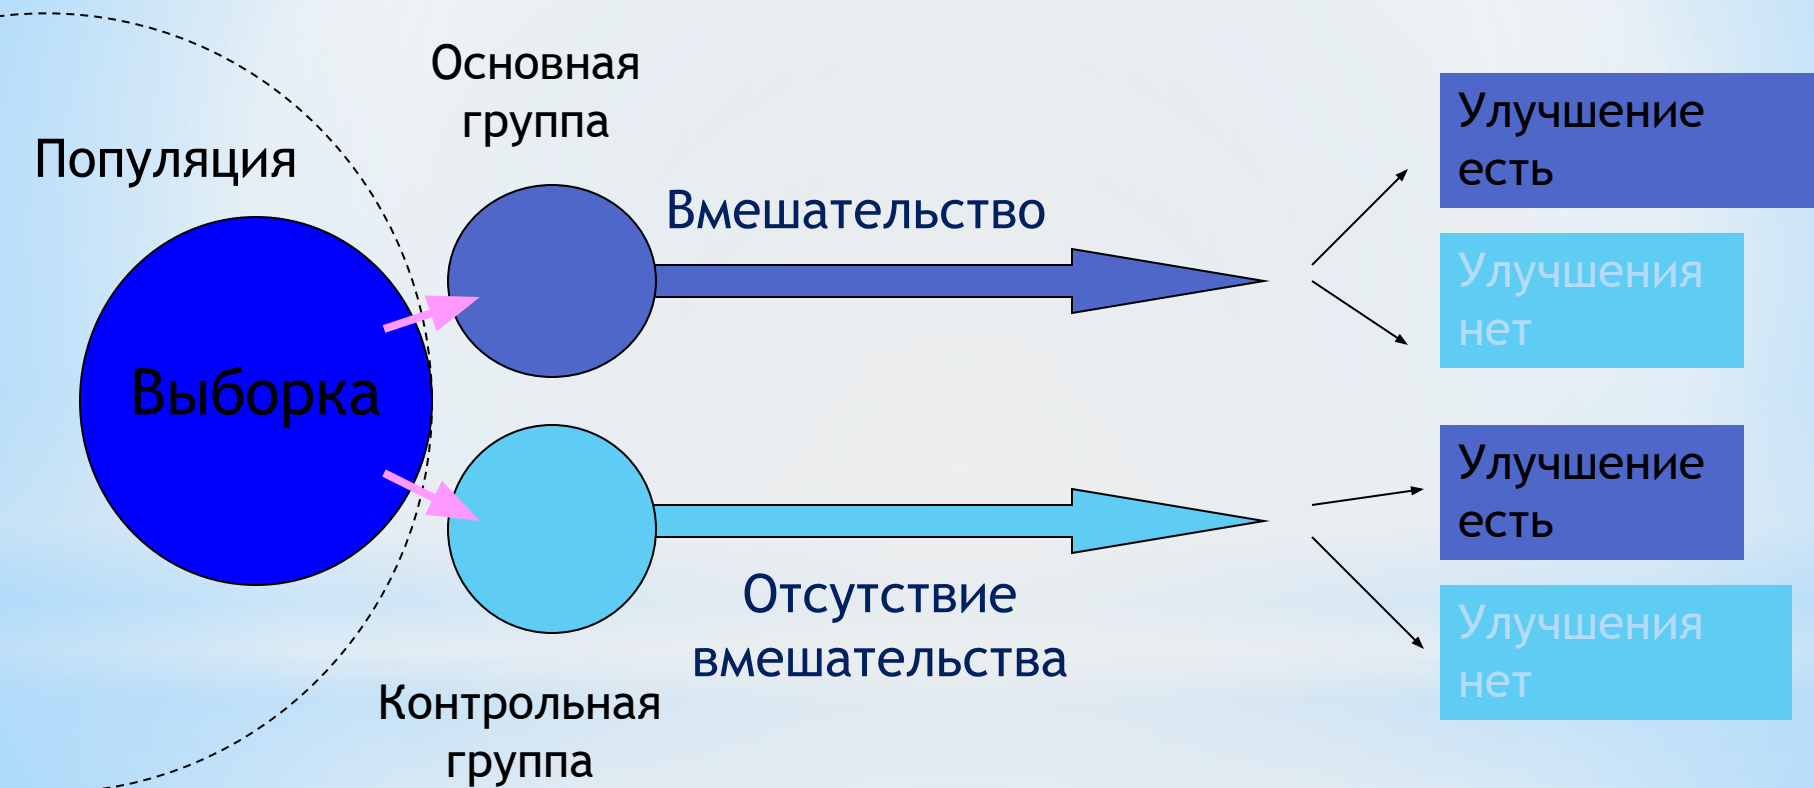 Популяция
Выборка
Основная
группа
Вмешательство
Улучшение
есть
Улучшения
нет
Контрольная
группа
Отсутствие
вмешательства
Улучшение
есть
Улучшения
нет